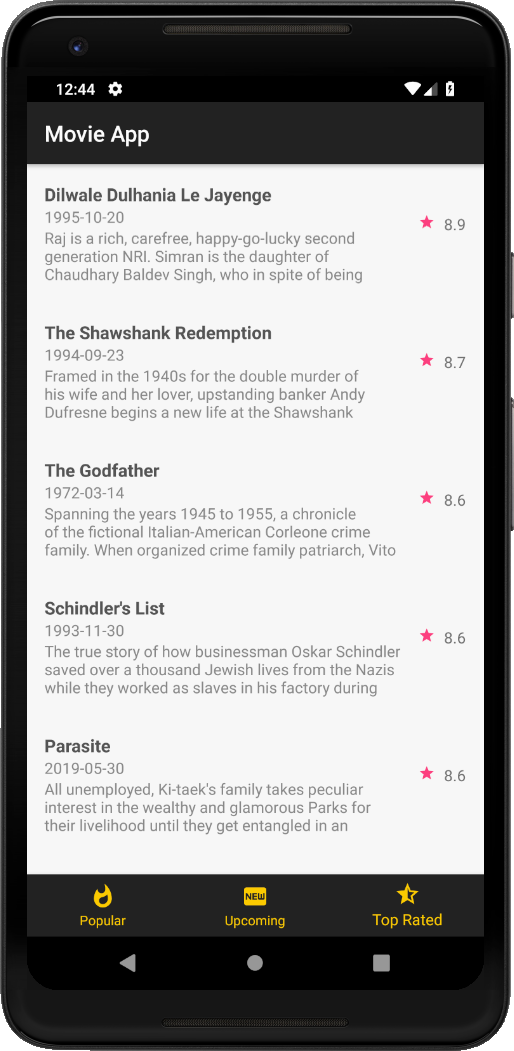 12:44
Movie App
Dilwale Dulhania Le Jayenge
1995-10-20
Raj is a rich, carefree, happy-go-lucky second
generation NRI. Simran is the daughter of
Chaudhary Baldev Singh, who in spite of being
8.9
The Shawshank Redemption
1994-09-23
Framed in the 1940s for the double murder of
his wife and her lover, upstanding banker Andy
Dufresne begins a new life at the Shawshank
8.7
The Godfather
1972-03-14
Spanning the years 1945 to 1955, a chronicle
of the fictional Italian-American Corleone crime
family. When organized crime family patriarch, Vito
8.6
Schindler's List
1993-11-30
The true story of how businessman Oskar Schindler
saved over a thousand Jewish lives from the Nazis
while they worked as slaves in his factory during
8.6
Parasite
2019-05-30
All unemployed, Ki-taek's family takes peculiar
interest in the wealthy and glamorous Parks for
their livelihood until they get entangled in an
8.6
NEW
Popular
Upcoming
Top Rated